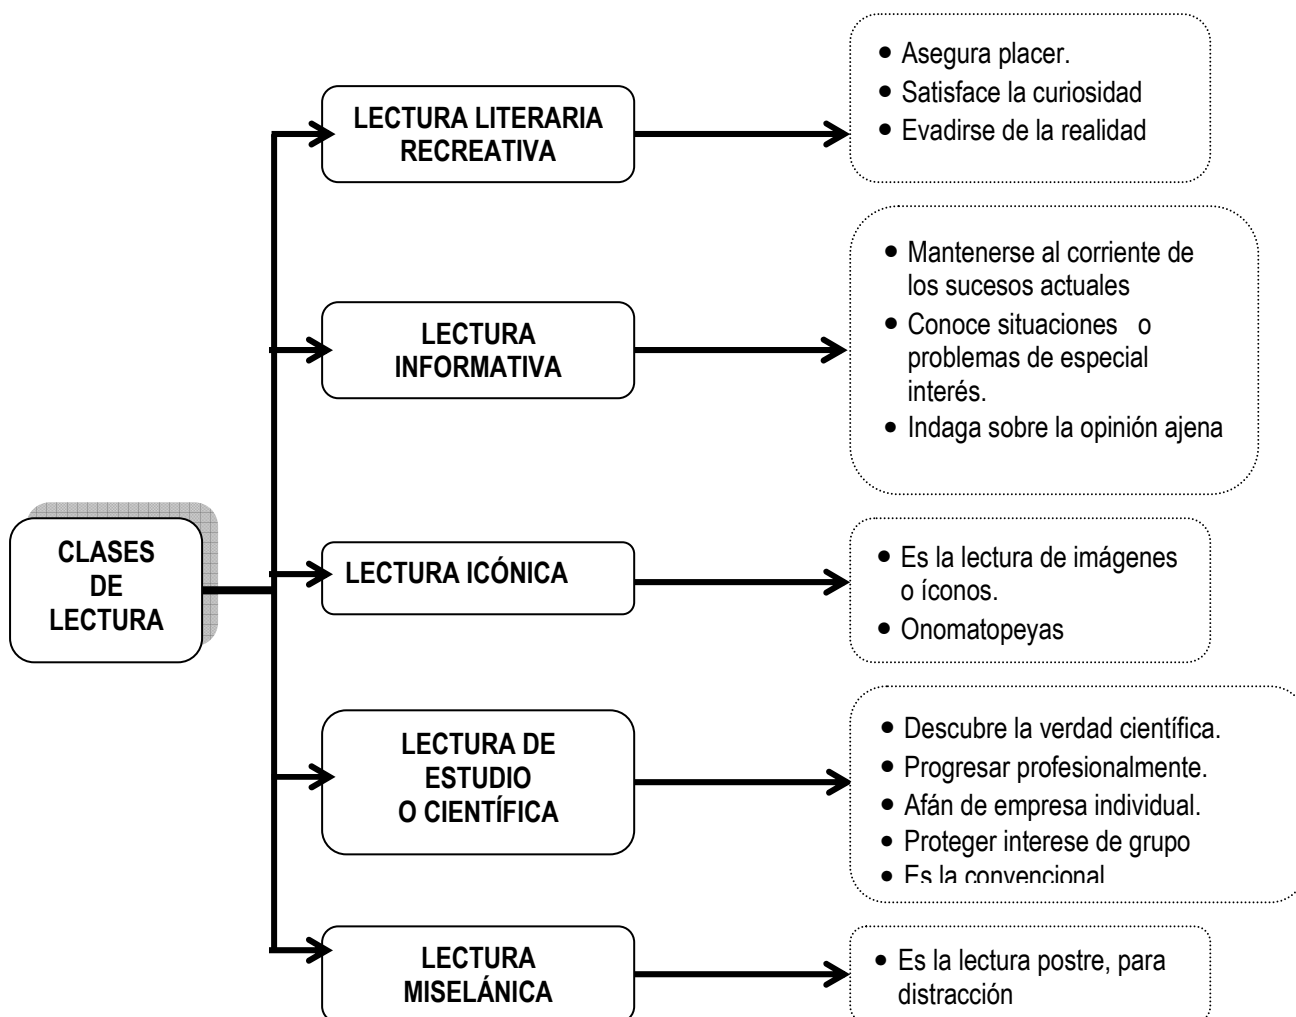 LECTURA LITERARIA
RECREATIVA
• Asegura placer.
• Satisface la curiosidad
• Evadirse de la realidad
LECTURA
INFORMATIVA
• Mantenerse al corriente de
los sucesos actuales
• Conoce situaciones o
problemas de especial
interés.
• Indaga sobre la opinión ajena
CLASES
DE
LECTURA
LECTURA ICÓNICA
• Es la lectura de imágenes
o íconos.
• Onomatopeyas
LECTURA DE
ESTUDIO
O CIENTÍFICA
• Descubre la verdad científica.
• Progresar profesionalmente.
• Afán de empresa individual.
• Proteger interese de grupo
• Es la convencional
LECTURA
MISELÁNICA
• Es la lectura postre, para
distracción